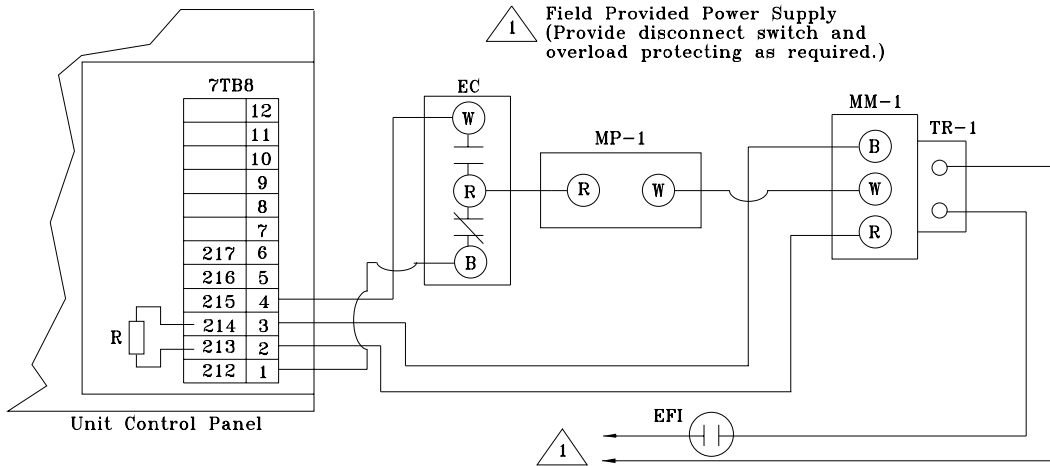 1
Field Provided Power Supply
(Provide disconnect switch and
overload protecting as required.)
7TB8
12
11
10
9
8
7
217 6
216 5
215 4
214 3
213 2
212 1
R
Unit Control Panel
EC
W
R
B
MP-1
R W
MM-1
B
W
R
TR-1
EFI
1